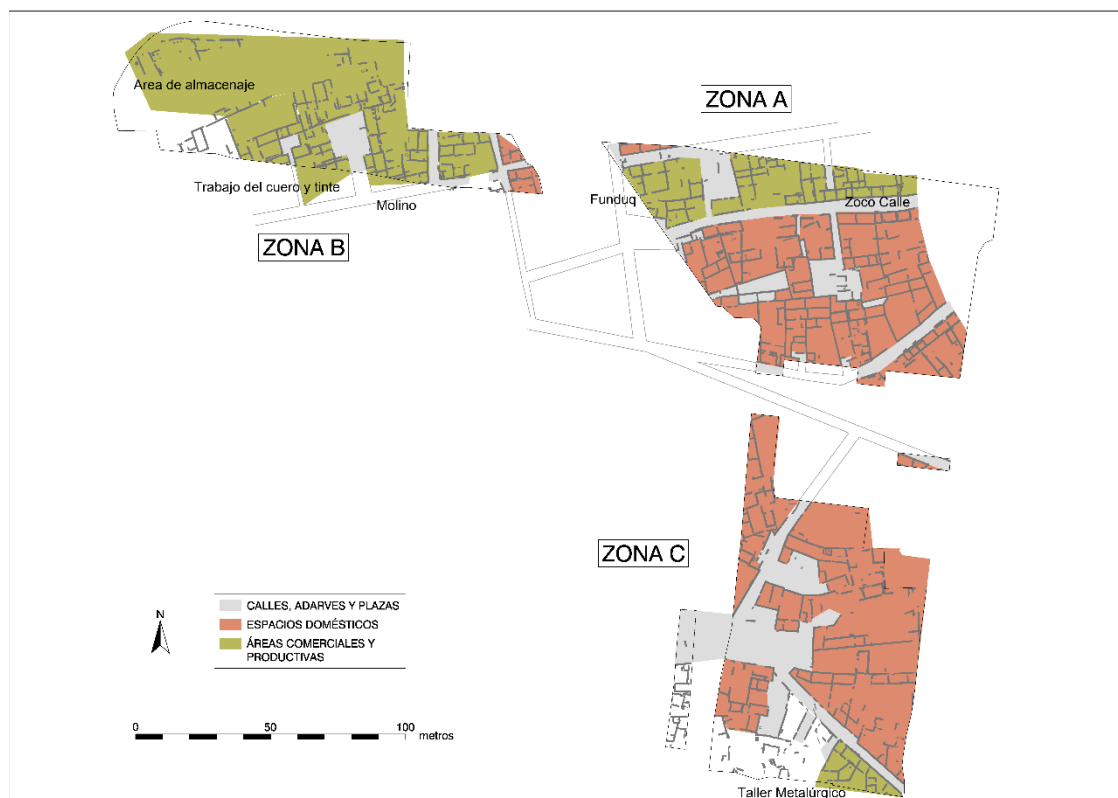 Area de almacenaje
ZONA A
Trabajo del cuero y tinte
Molino
Funduq
Zoco Calle
ZONA B
ZONA C
N
CALLES, ADARVES Y PLAZAS
ESPACIOS DOMÉSTICOS
ÁREAS COMERCIALES Y
PRODUCTIVAS
0 50 100
metros
Taller Metalúrgico